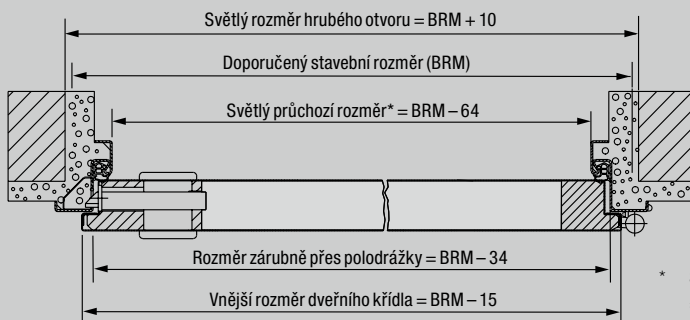 Světlý rozměr hrubého otvoru = BRM + 10
Doporučený stavební rozměr (BRM)
Světlý průchozí rozměr* = BRM – 64
Rozměr zárubně přes polodrážky = BRM – 34
*
Vnější rozměr dveřního křídla = BRM – 15